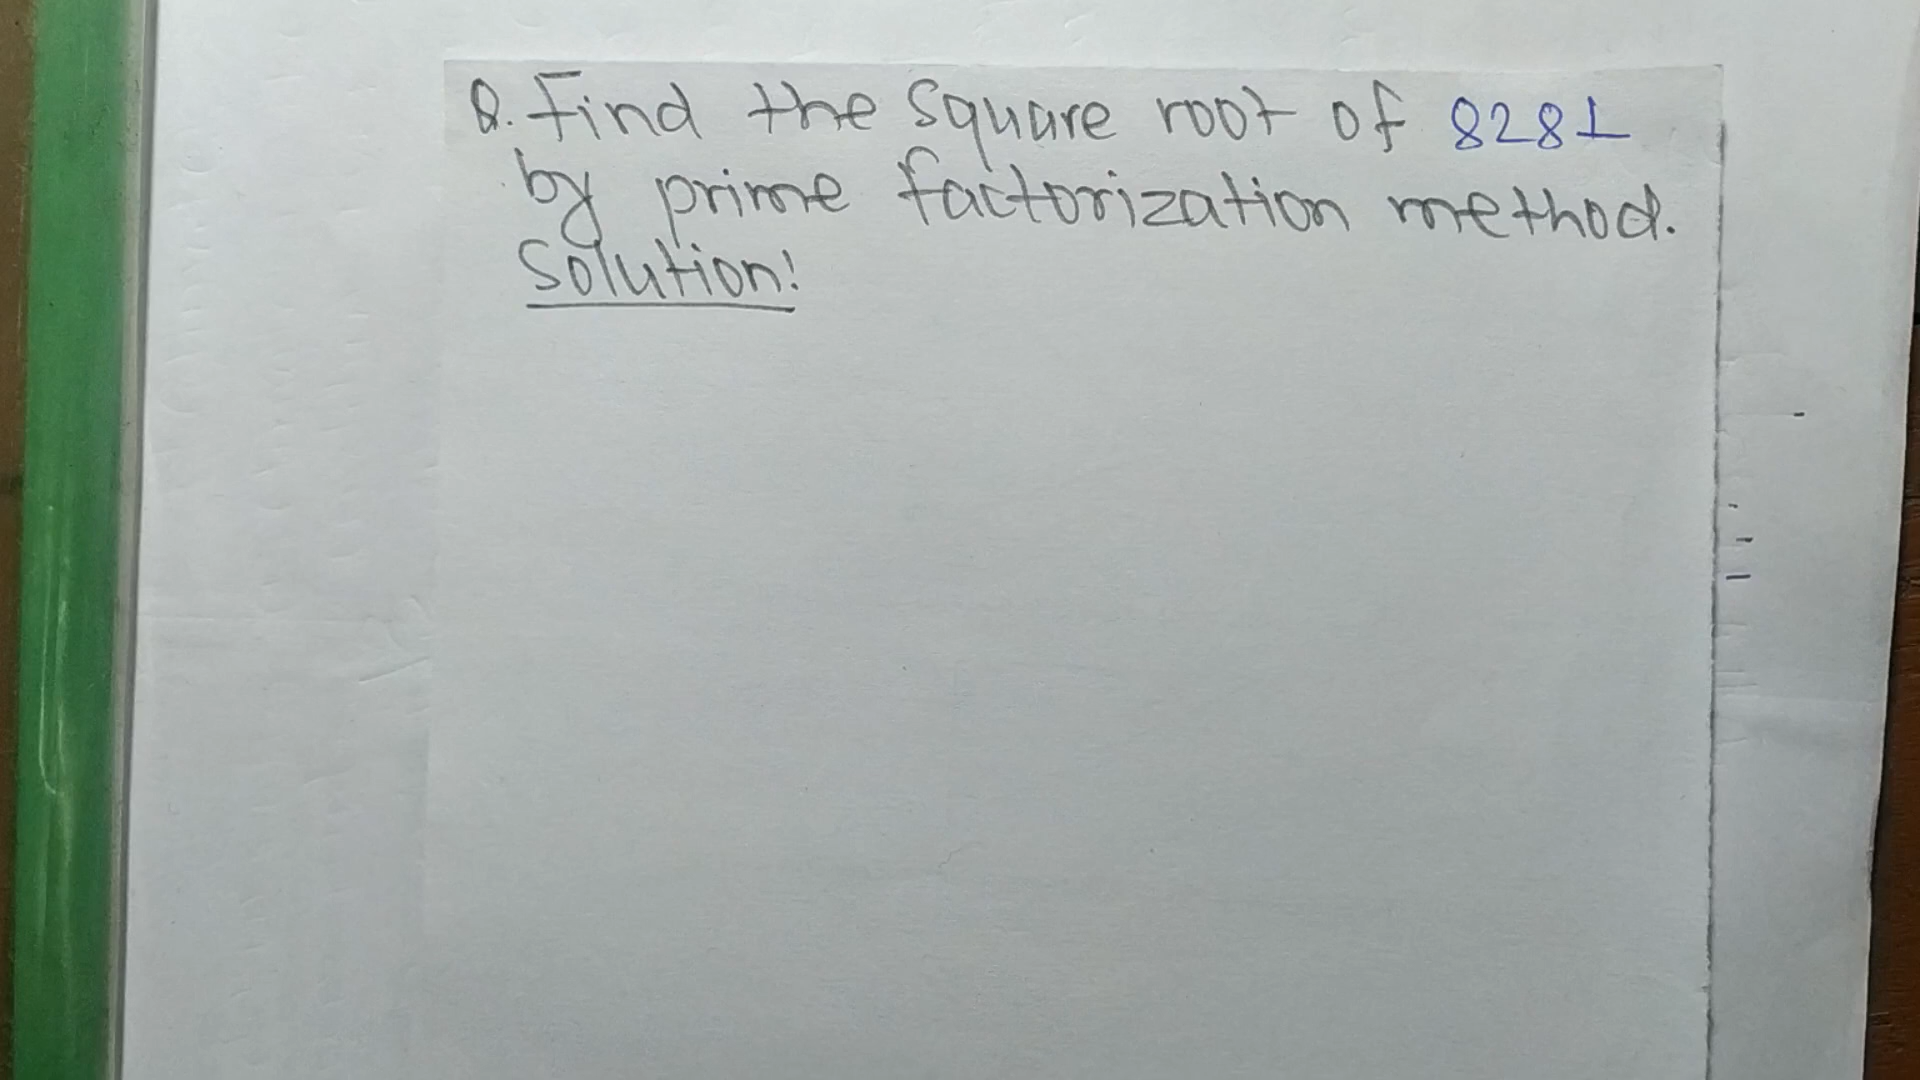 Q. Find the square root of 8281
by prime factorization method.
Solution: